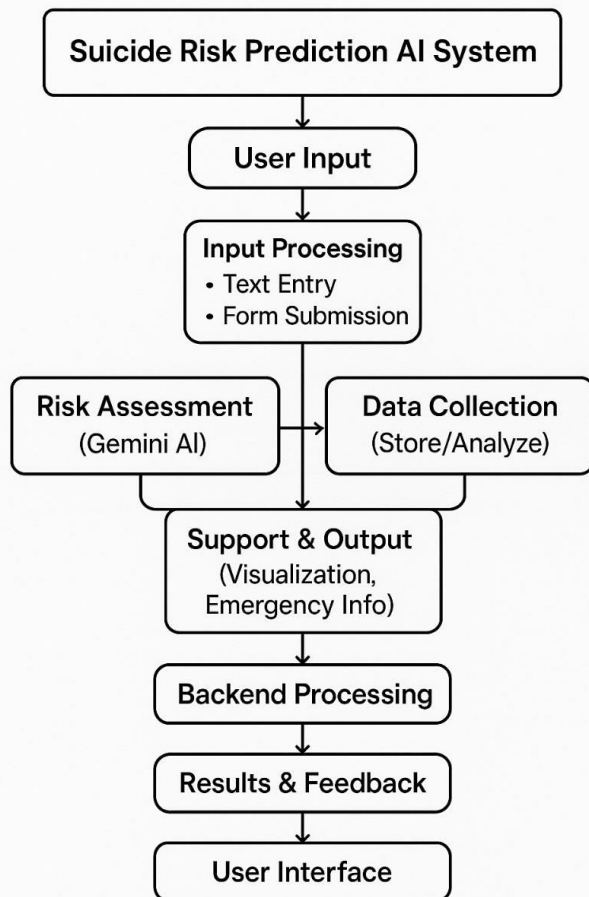 Suicide Risk Prediction AI System
User Input
Input Processing
• Text Entry
• Form Submission
Risk Assessment
(Gemini AI)
Data Collection
(Store/Analyze)
Support & Output
(Visualization,
Emergency Info)
Backend Processing
Results & Feedback
User Interface